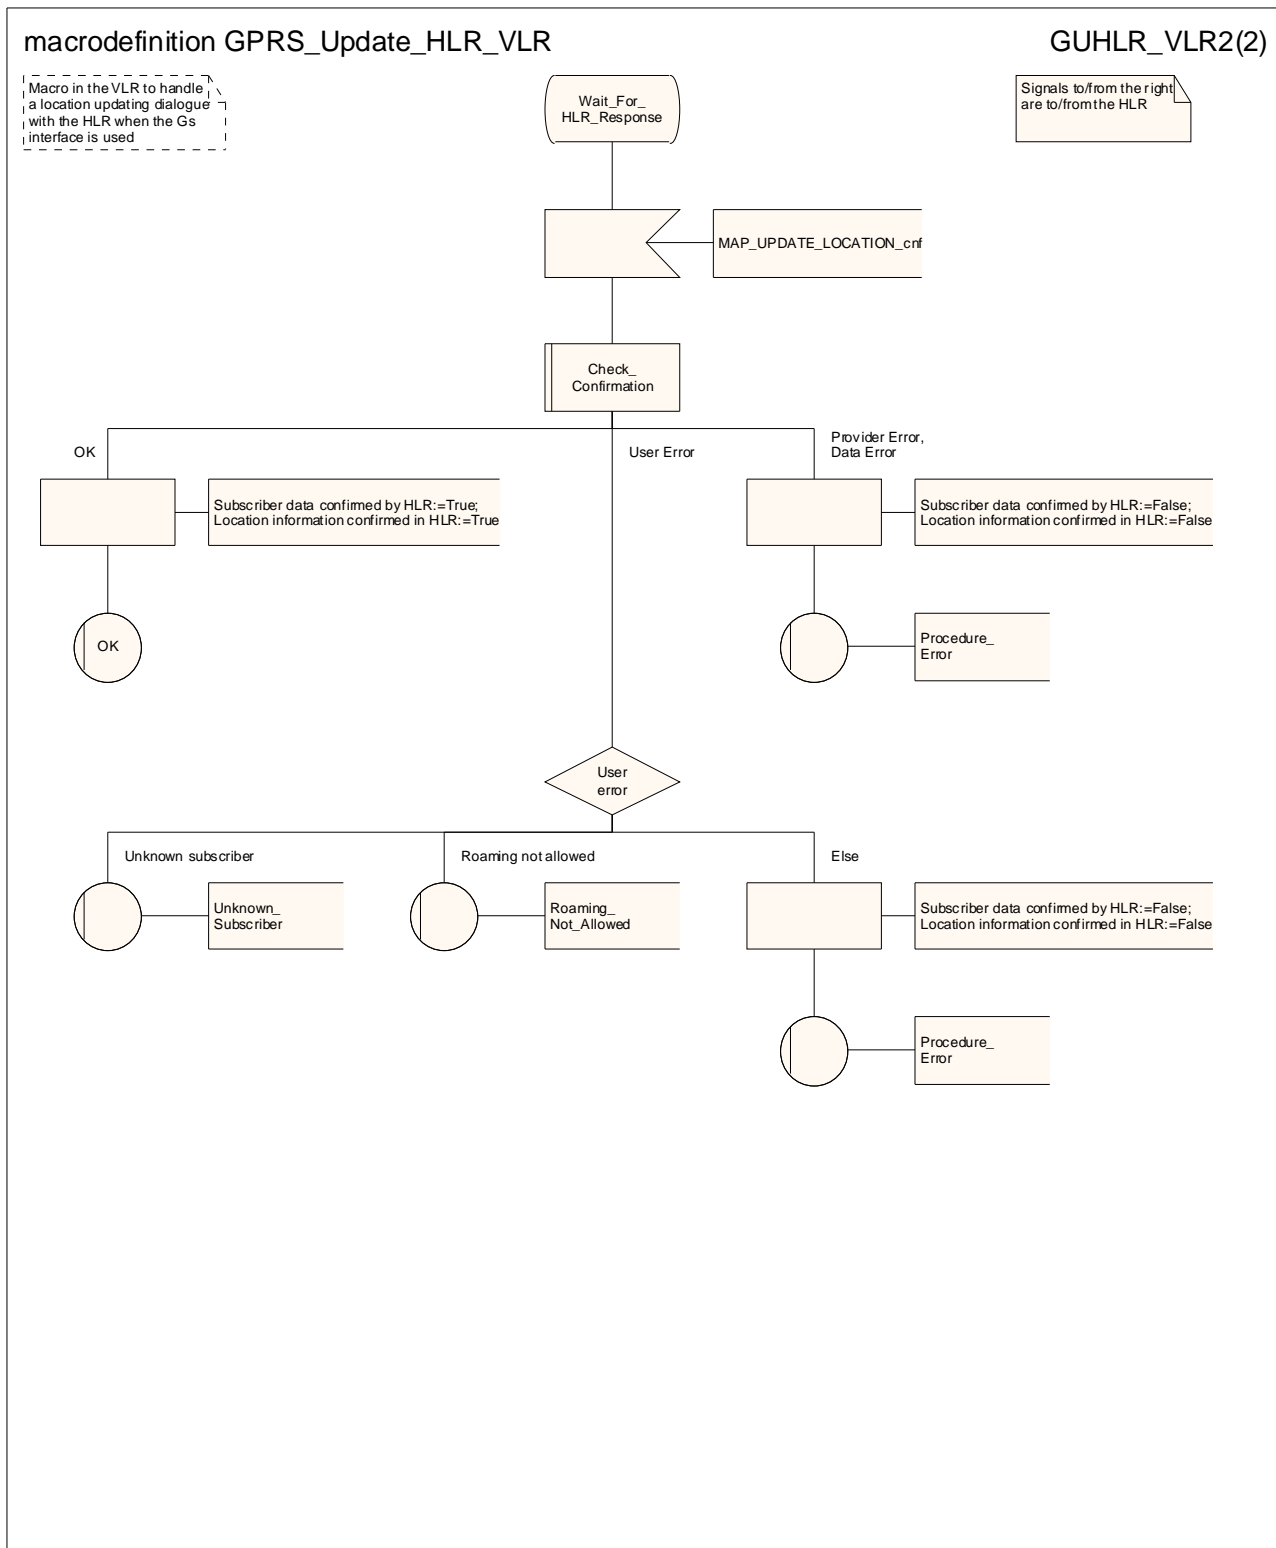 macrodefinition GPRS_Update_HLR_VLR
GUHLR_VLR2(2)
Macro in the VLR to handle
a location updating dialogue
with the HLR when the Gs
interface is used
Wait_For_
HLR_Response
Signals to/from the right
are to/from the HLR
MAP_UPDATE_LOCATION_cnf
Check_
Confirmation
OK
User Error
Provider Error,
Data Error
Subscriber data confirmed by HLR:=True;
Location information confirmed in HLR:=True
Subscriber data confirmed by HLR:=False;
Location information confirmed in HLR:=False
OK
Procedure_
Error
User
error
Unknown subscriber
Roaming not allowed
Else
Unknown_
Subscriber
Roaming_
Not_Allowed
Subscriber data confirmed by HLR:=False;
Location information confirmed in HLR:=False
Procedure_
Error